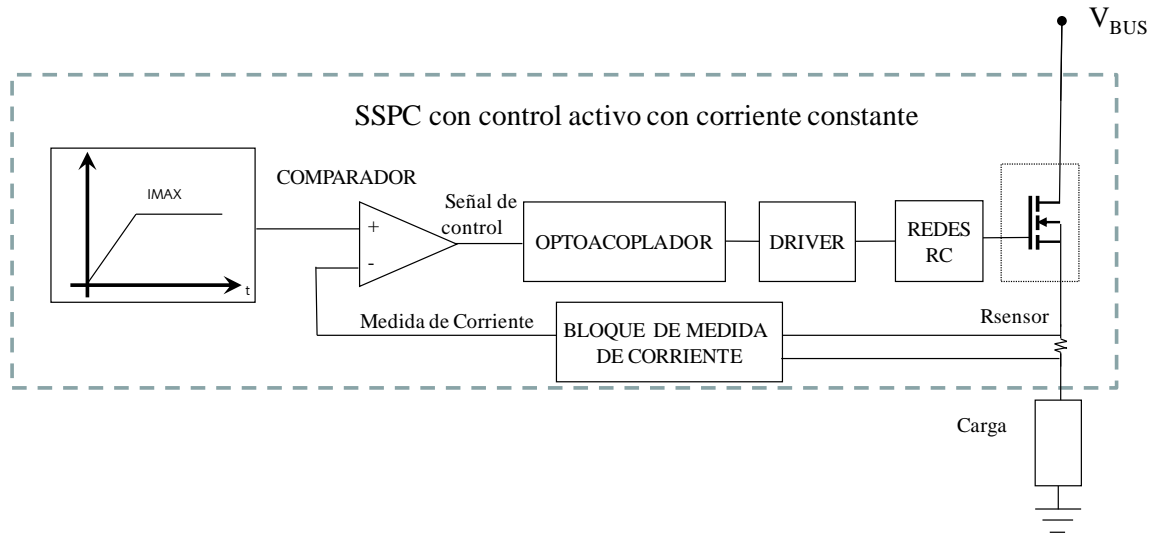 V_BUS
SSPC con control activo con corriente constante
IMAX
t
COMPARADOR
+
-
Señal de
control
OPTOACOPLADOR
DRIVER
REDES
RC
Medida de Corriente
BLOQUE DE MEDIDA
DE CORRIENTE
Rsensor
Carga